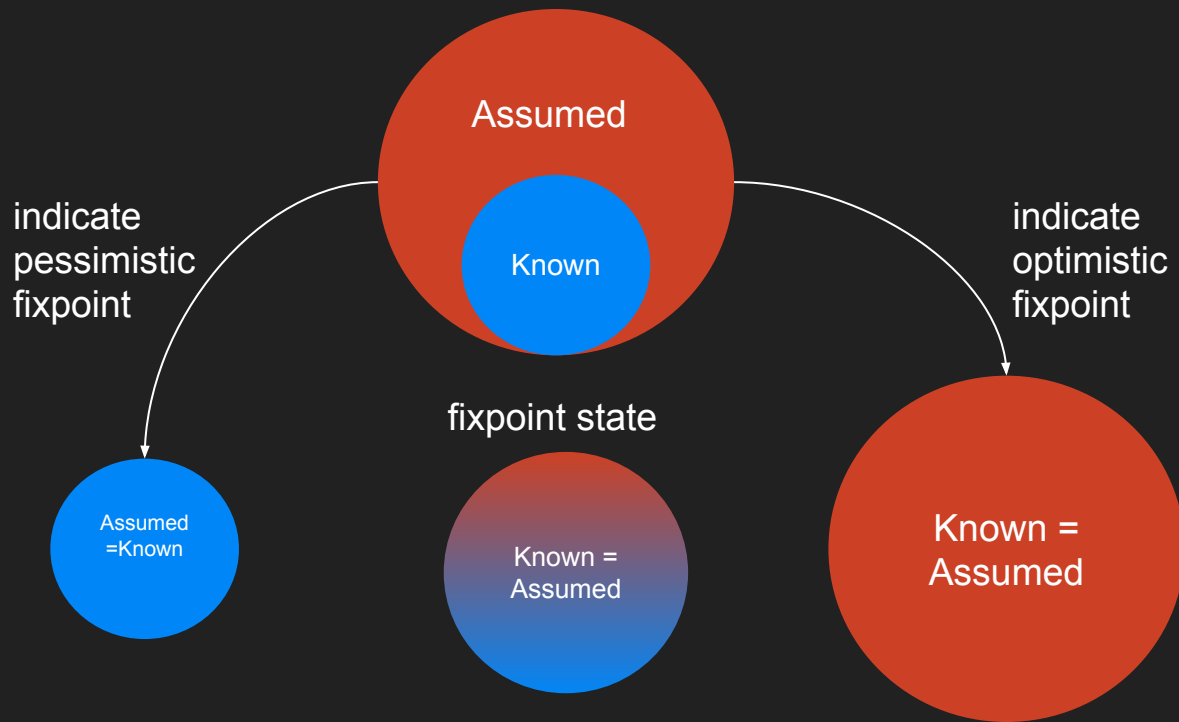 Assumed
Known
indicate
pessimistic
fixpoint
indicate
optimistic
fixpoint
fixpoint state
Assumed
=Known
Known =
Assumed
Known =
Assumed